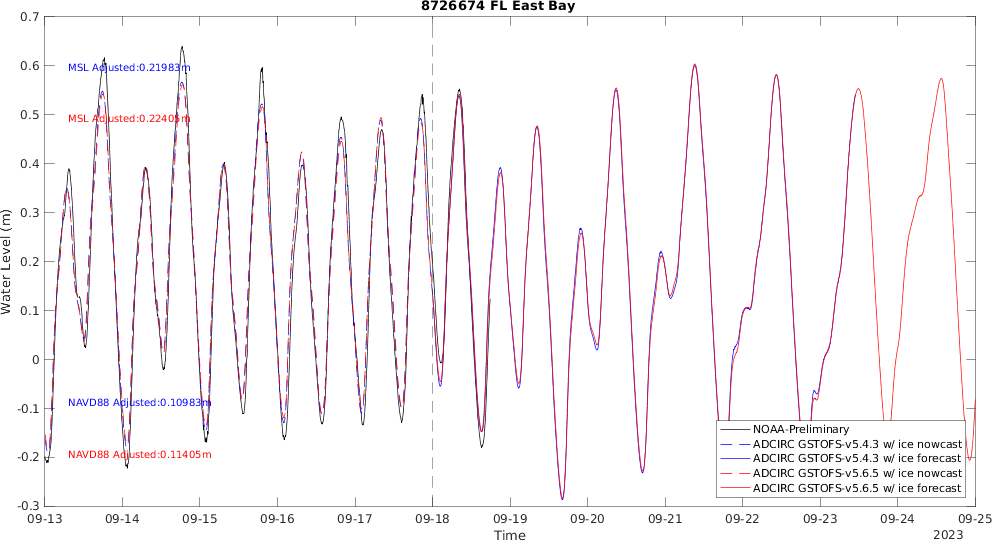 8726674 FL East Bay
0.7
0.6
0.5
0.4
0.3
0.2
0.1
0
-0.1
-0.2
-0.3
Water Level (m)
MSL Adjusted:0.21983m
MSL Adjusted:0.22405m
NAVD88 Adjusted:0.10983m
NAVD88 Adjusted:0.11405m
NOAA-Preliminary
ADCIRC GSTOFS-v5.4.3 w/ ice nowcast
ADCIRC GSTOFS-v5.4.3 w/ ice forecast
ADCIRC GSTOFS-v5.6.5 w/ ice nowcast
ADCIRC GSTOFS-v5.6.5 w/ ice forecast
09-13 09-14 09-15 09-16 09-17 09-18 09-19 09-20 09-21 09-22 09-23 09-24 09-25
Time
2023